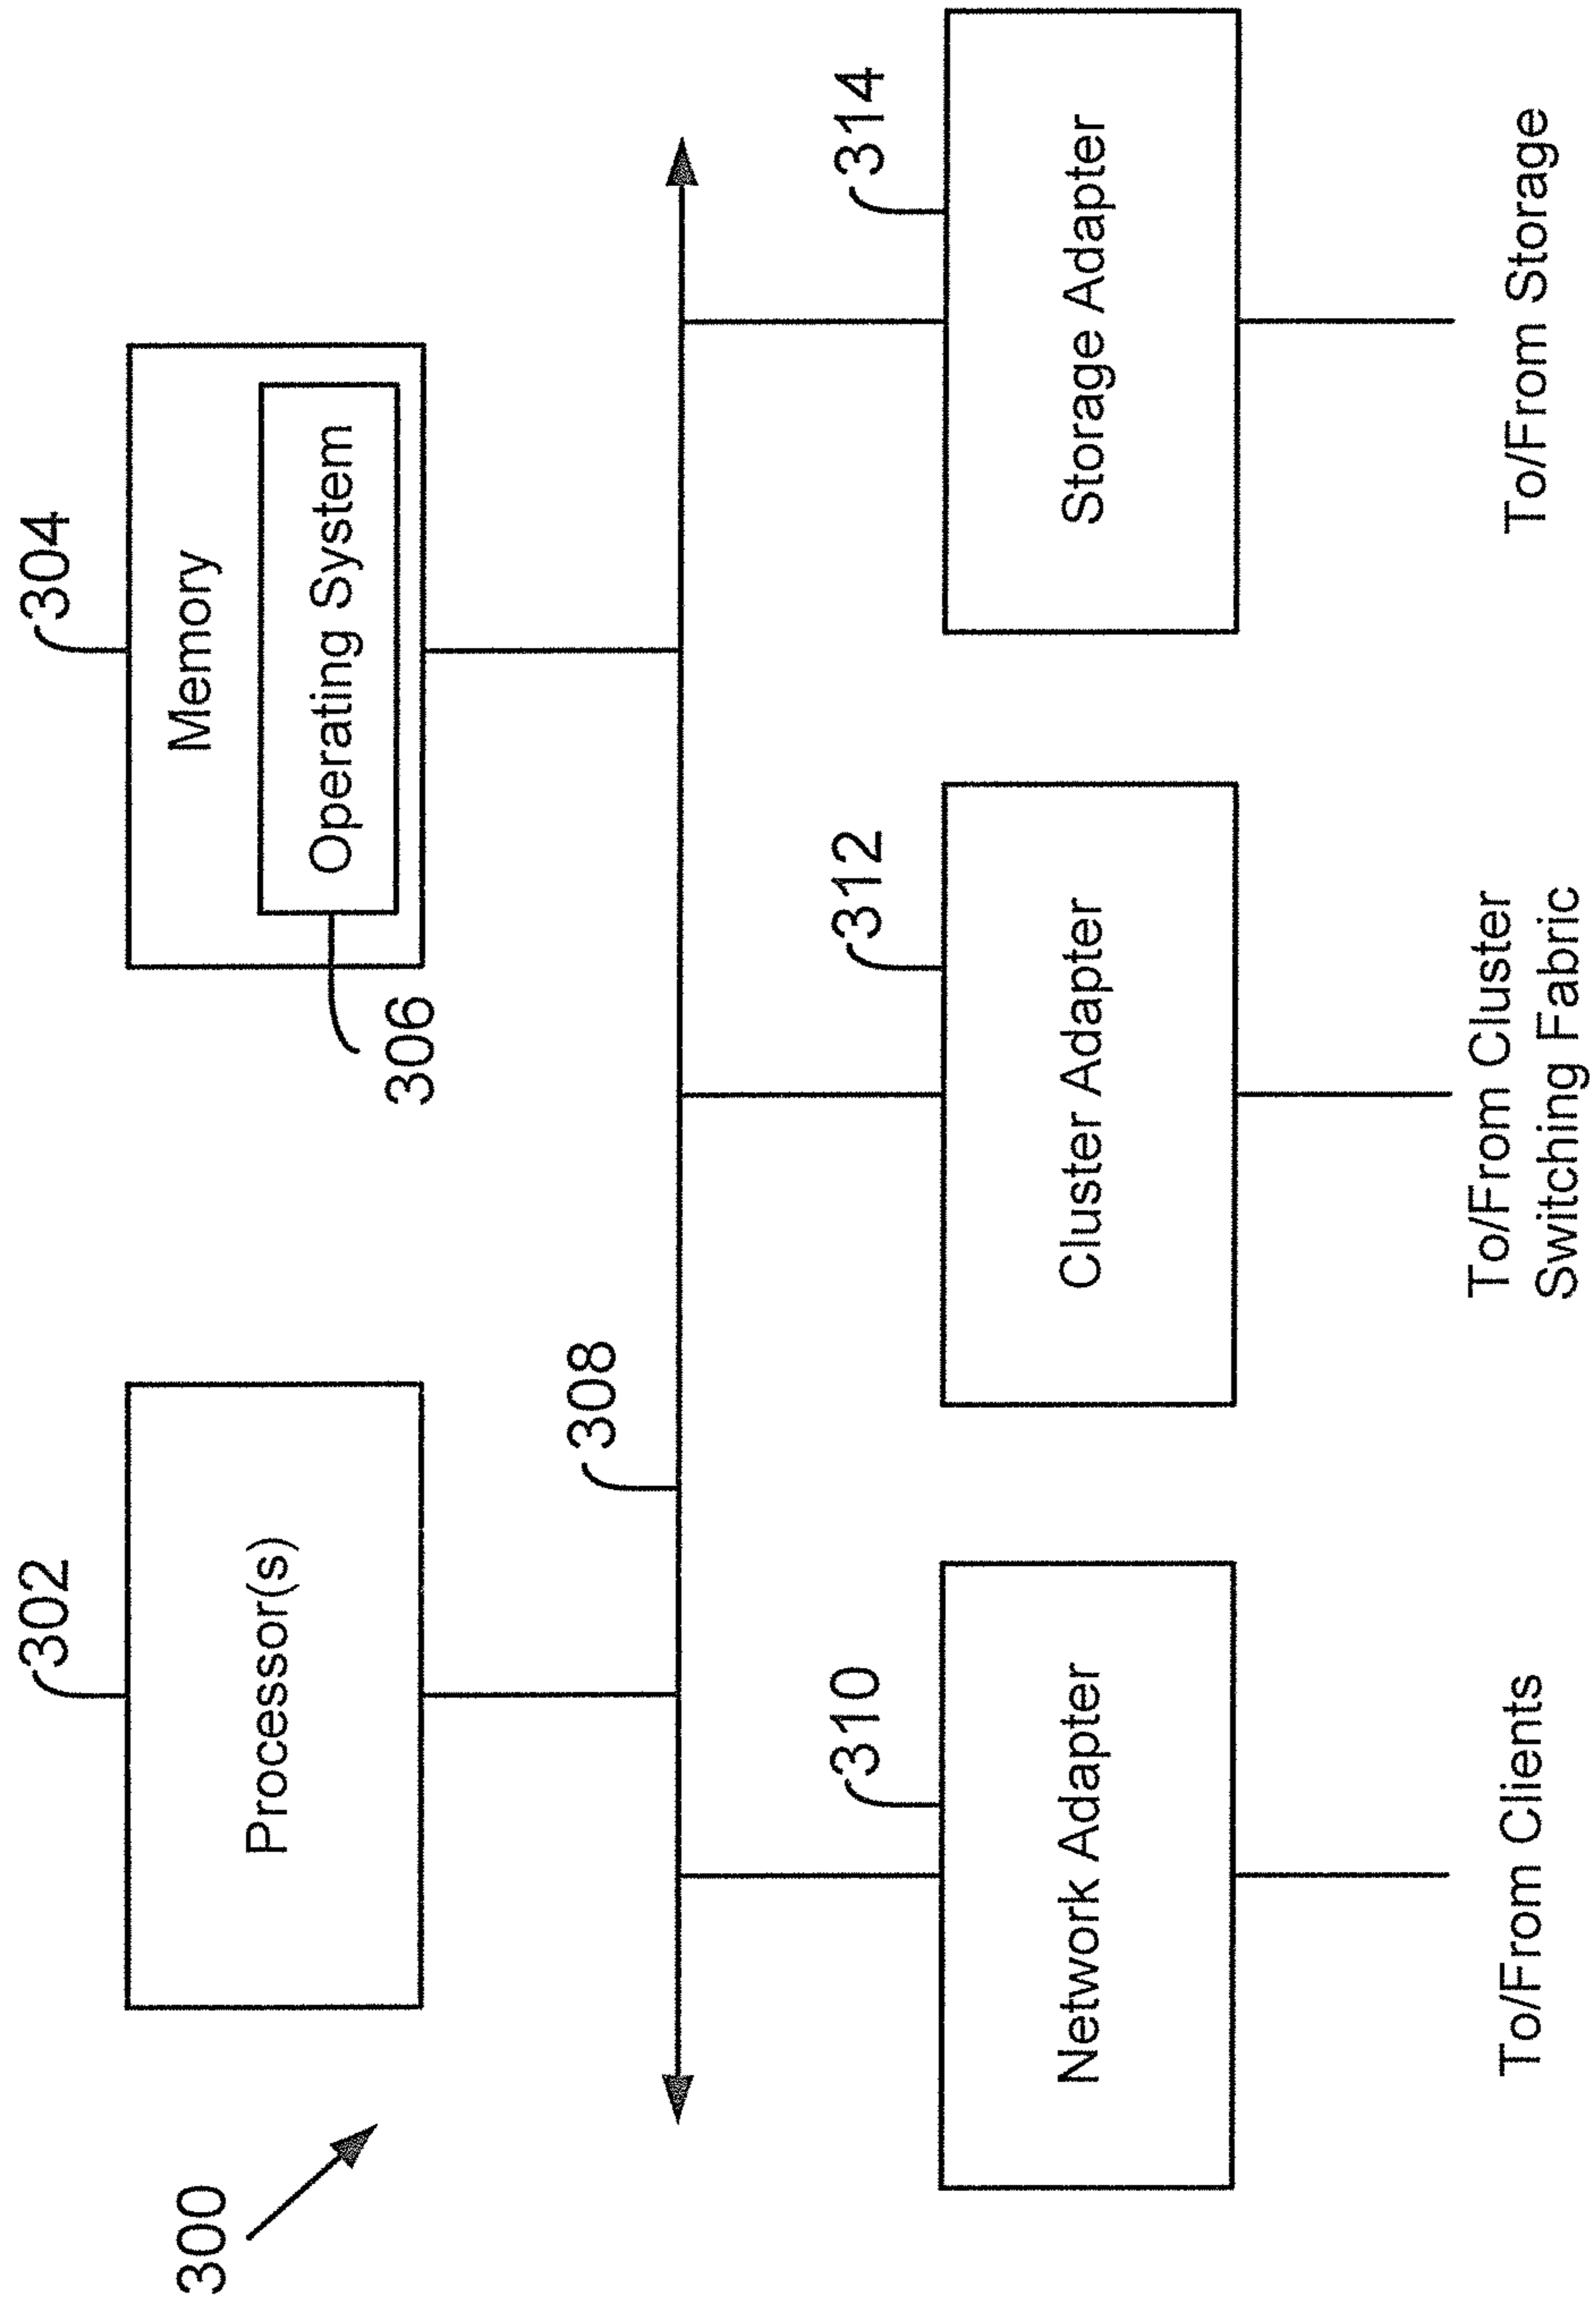 300
302
Processor(s)
304
Memory
Operating System
306
308
310
Network Adapter
312
Cluster Adapter
314
Storage Adapter
To/From Clients
To/From Cluster
Switching Fabric
To/From Storage